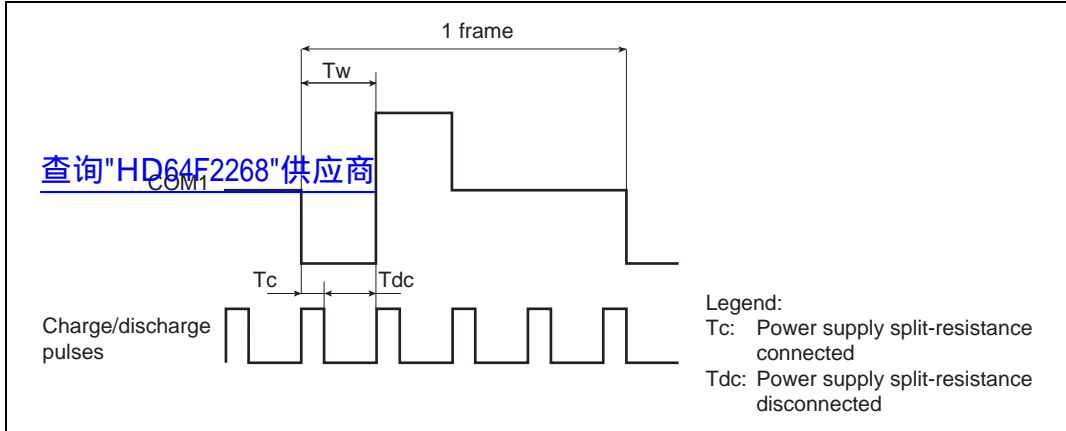 1 frame
Tw
查询"HD64F2268"供应商
COM1
Tc
Tdc
Charge/discharge
pulses
Legend:
Tc: Power supply split-resistance
connected
Tdc: Power supply split-resistance
disconnected